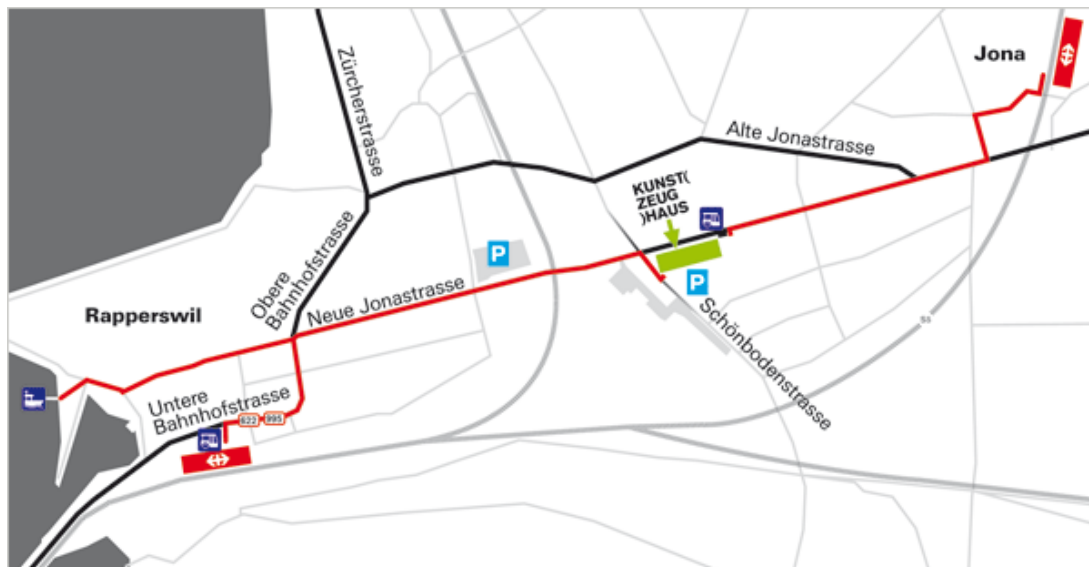 Jona
Zürcherstrasse
Alte Jonastrasse
KUNST(
ZEUG
)HAUS
P
P
Obere
Bahnhofstrasse
Neue Jonastrasse
Rapperswil
Schönbodenstrasse
Untere
Bahnhofstrasse
622
995